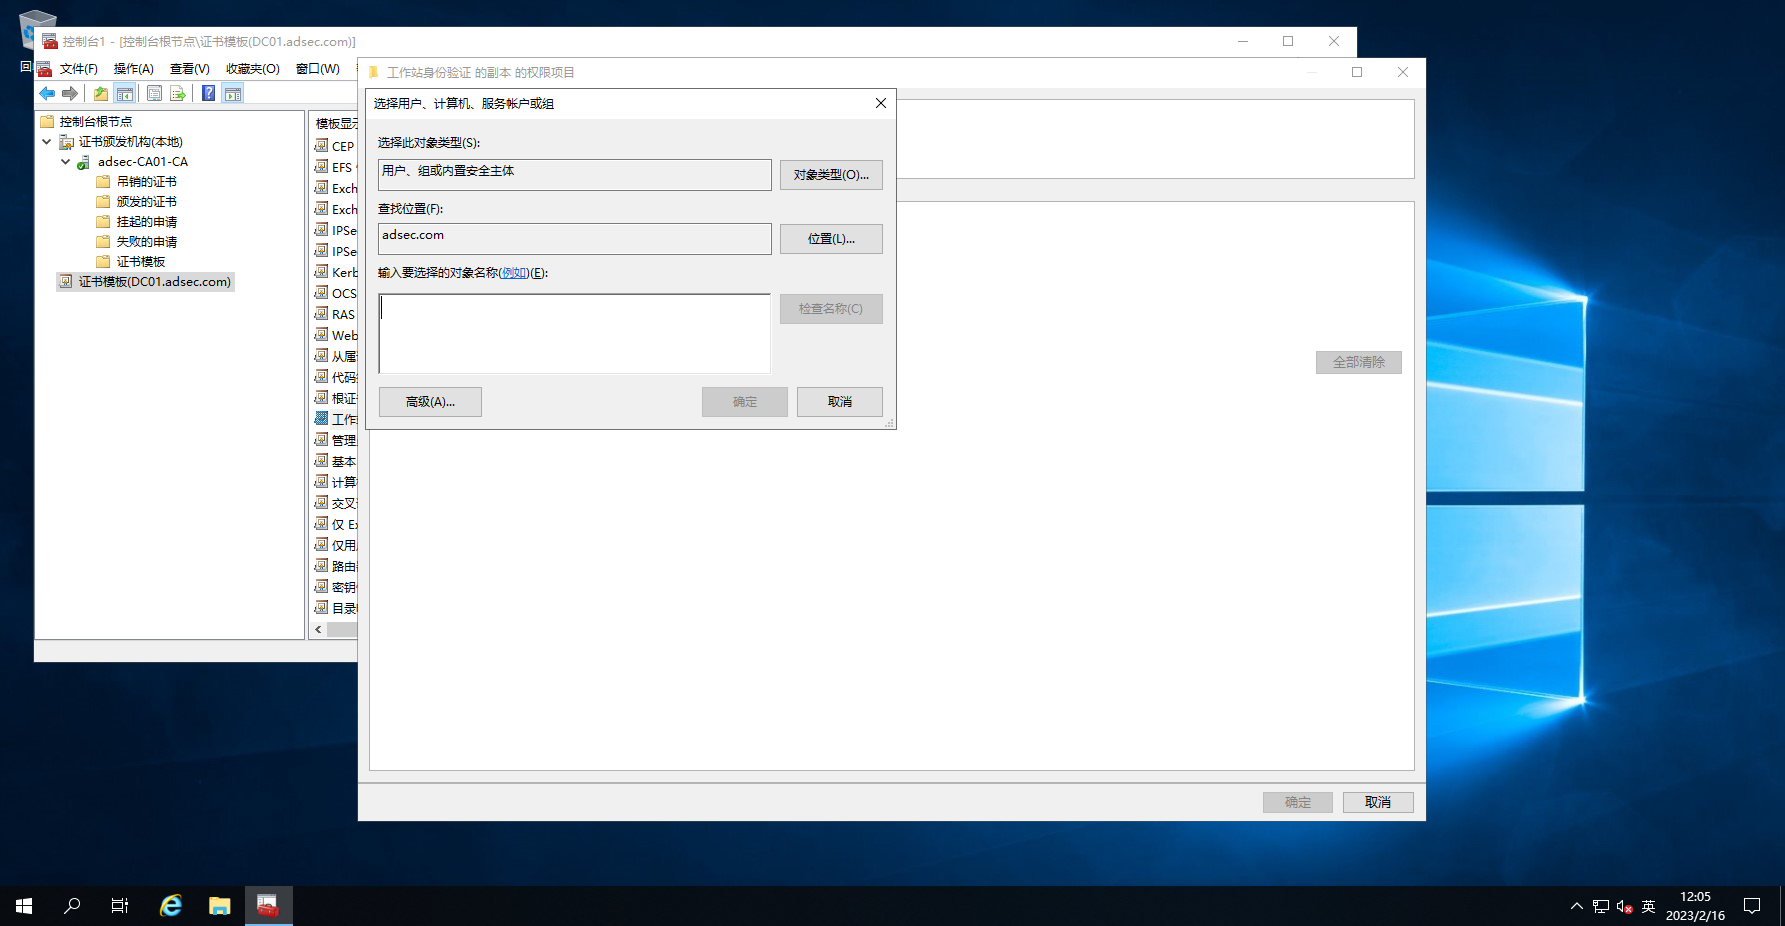 回
控制台1 - [控制台根节点\证书模板(DC01.adsec.com)]
文件(F) 操作(A) 查看(V) 收藏夹(O) 窗口(W)
工作站身份验证 的副本 的权限项目
选择用户、计算机、服务帐户或组
选择此对象类型(S):
用户、组或内置安全主体
对象类型(O)...
查找位置(F):
adsec.com
位置(L)...
输入要选择的对象名称(例如)(E):
检查名称(C)
高级(A)...
确定
取消
控制台根节点
证书颁发机构(本地)
adsec-CA01-CA
吊销的证书
颁发的证书
挂起的申请
失败的申请
证书模板
证书模板(DC01.adsec.com)
模板显示
CEP
EFS
Exch
Exch
IPSe
IPSe
Kerb
OCS
RAS
Web
从属
代码
根证
工作
管理
基本
计算
交叉
仅 Ex
仅用
路由
密钥
目录
全部清除
确定
取消
英
12:05
2023/2/16